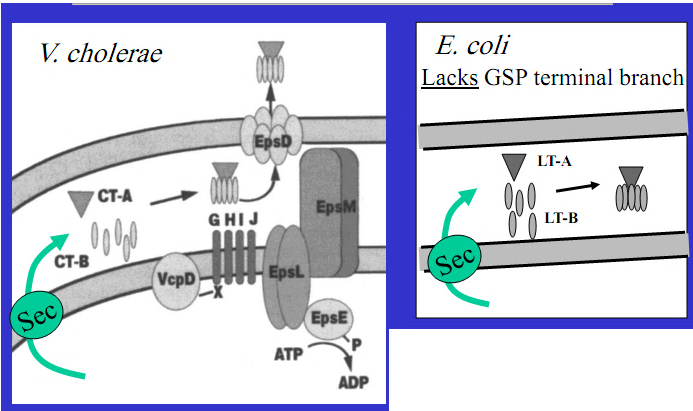 V. cholerae
EpsD
CT-A
EpsM
G H I J
CT-B
VcpD
EpsL
X
Sec
EpsE
P
ATP
ADP
E. coli
Lacks GSP terminal branch
LT-A
LT-B
Sec